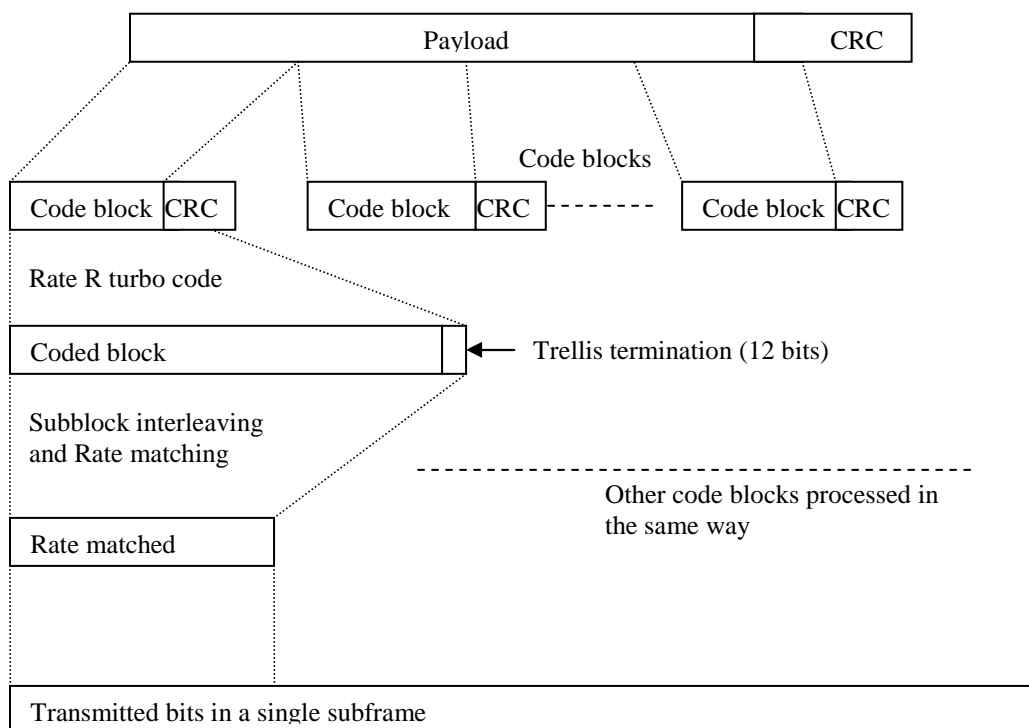 Payload
CRC
Code blocks
Code block CRC
Code block CRC
Code block CRC
Rate R turbo code
Coded block
Trellis termination (12 bits)
Subblock interleaving
and Rate matching
Other code blocks processed in
the same way
Rate matched
Transmitted bits in a single subframe